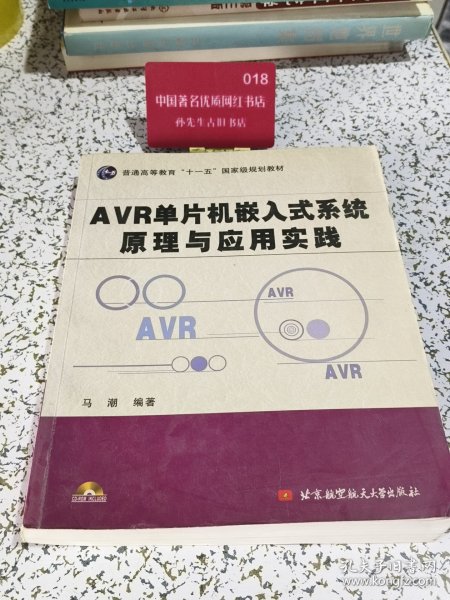 018
中国著名优质网红书店
孙先生古旧书店
普通高等教育“十一五”国家级规划教材
AVR单片机嵌入式系统
原理与应用实践
AVR
AVR
AVR
马 潮 编著
CD-ROM INCLUDED
北京航空航天大学出版社
孔夫子旧书网
kongfz.com